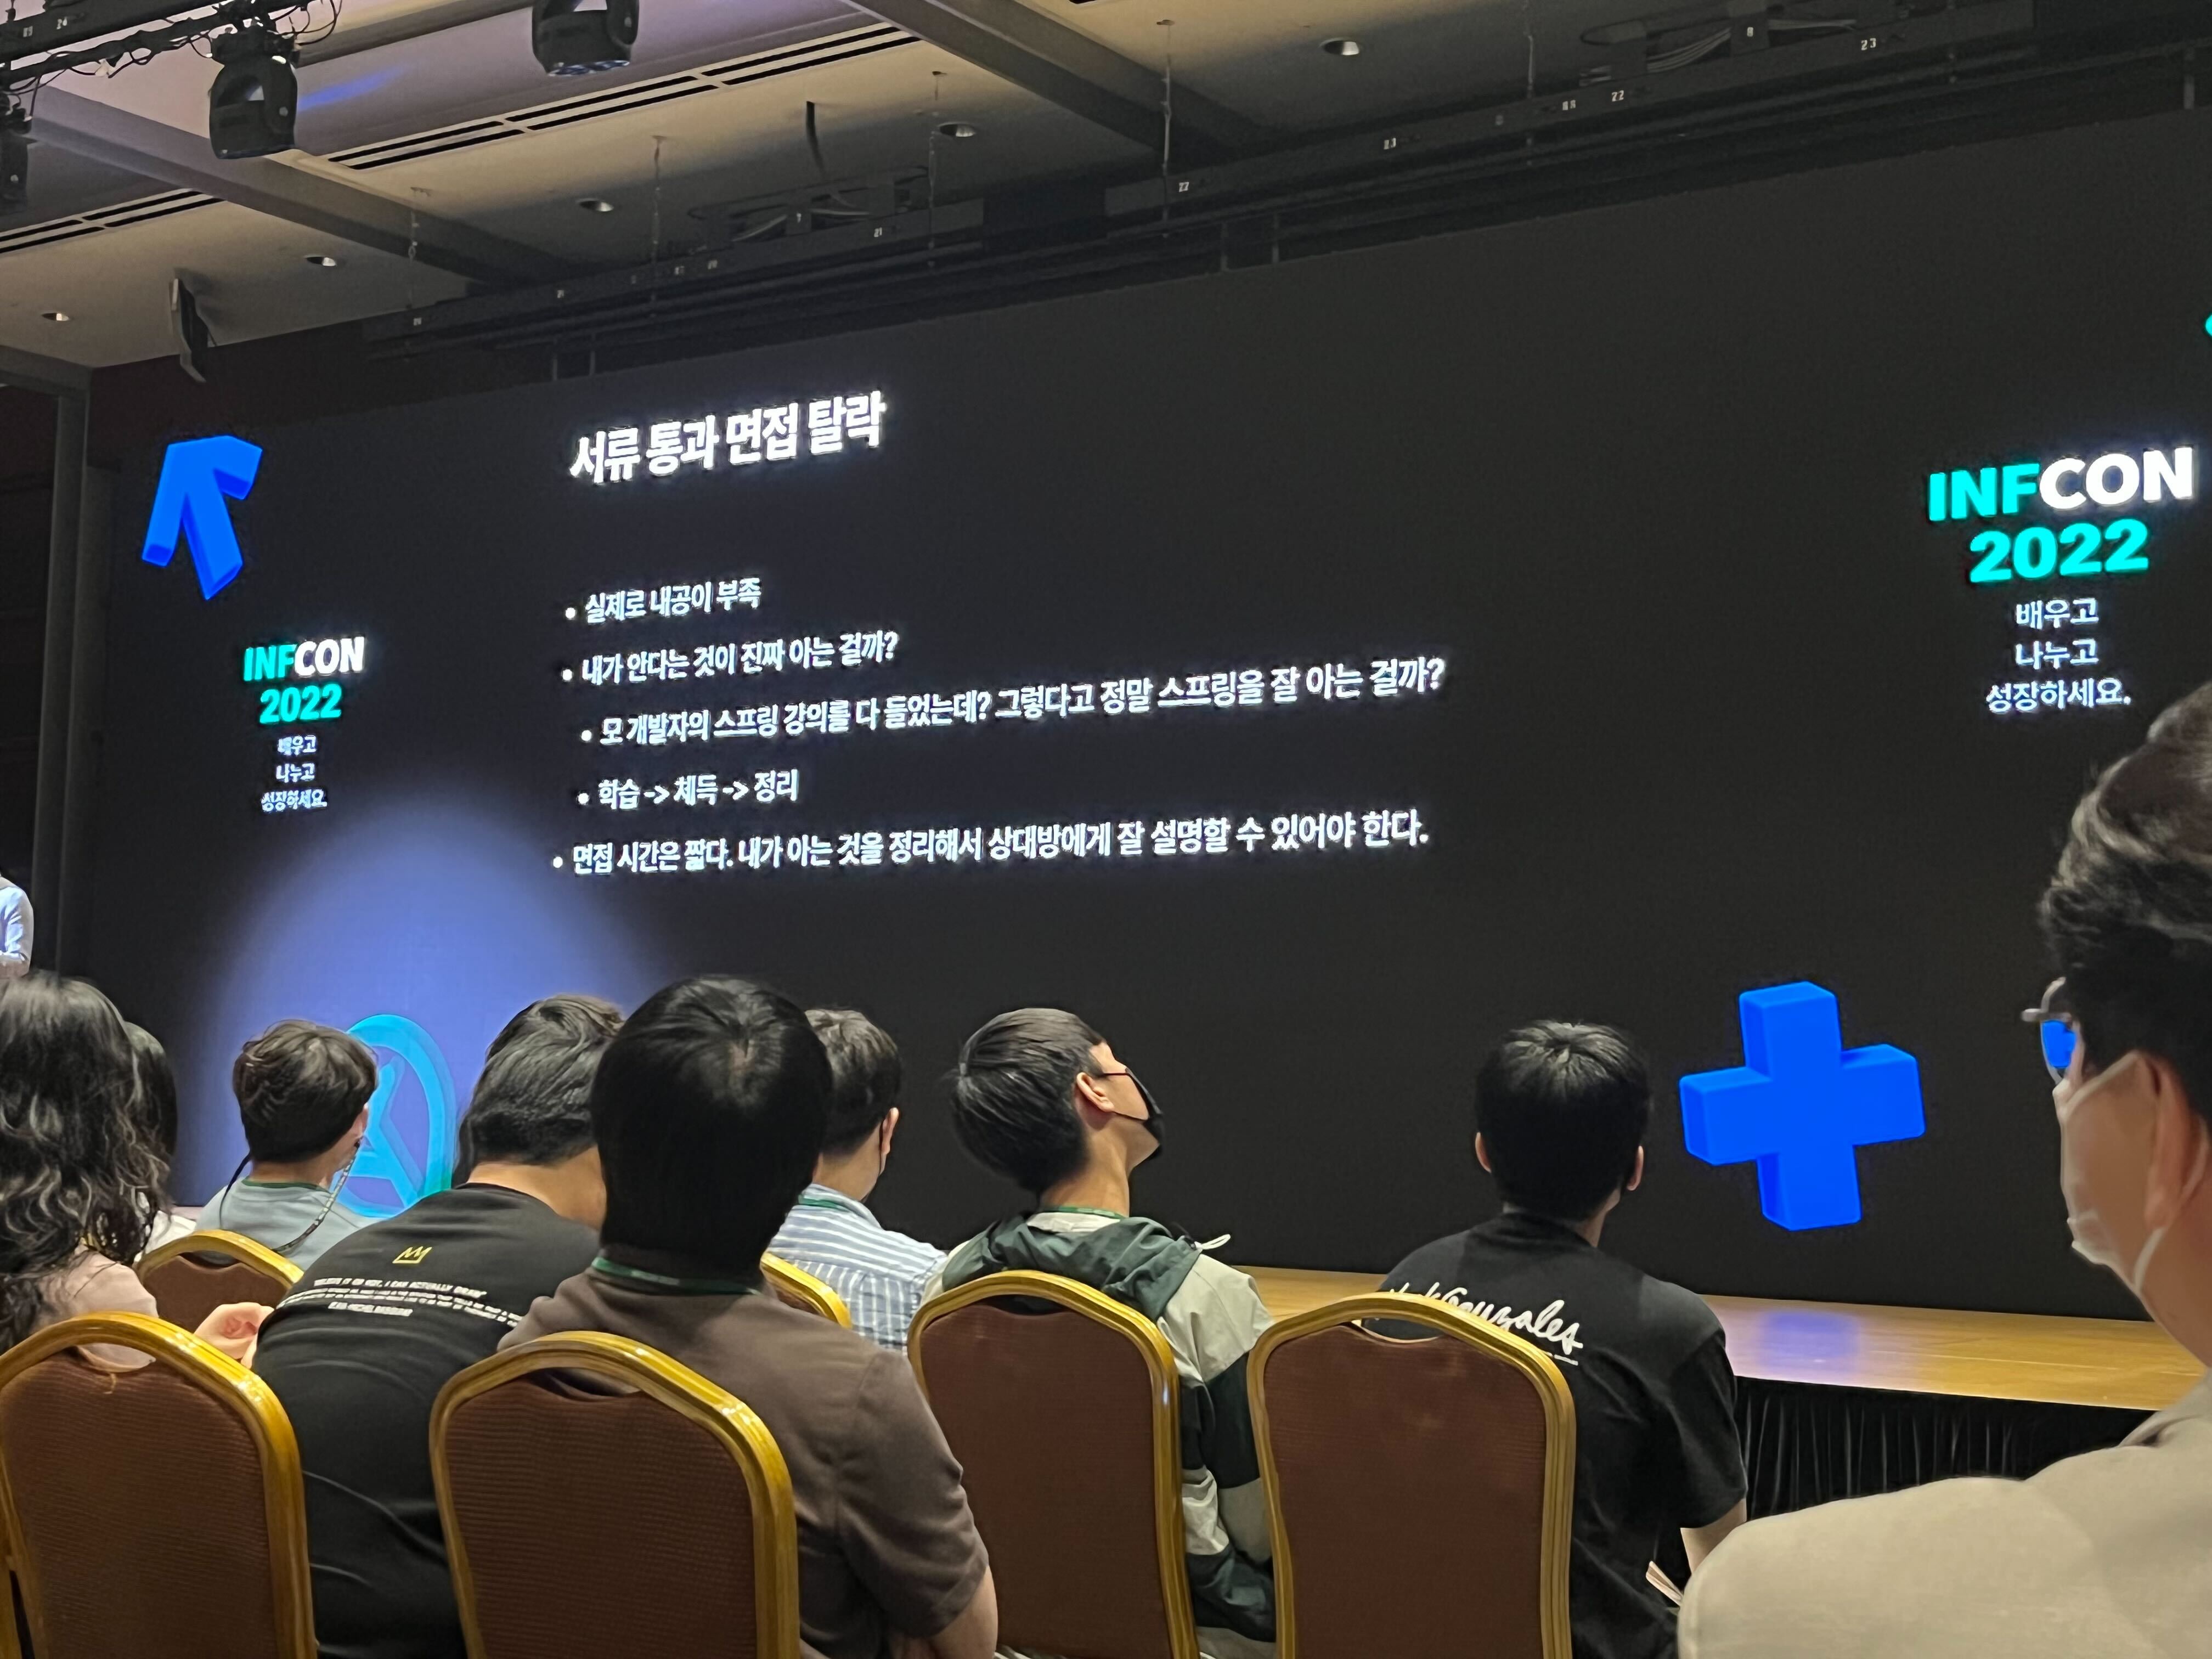 서류 통과 면접 탈락
• 실제로 내공이 부족
• 내가 안다는 것이 진짜 아는 걸까?
• 모 개발자의 스프링 강의를 다 들었는데? 그렇다고 정말 스프링을 잘 아는 걸까?
• 학습 -> 체득 -> 정리
• 면접 시간은 짧다. 내가 아는 것을 정리해서 상대방에게 잘 설명할 수 있어야 한다.
INFCON
2022
배우고
나누고
성장하세요.
INFCON
2022
배우고
나누고
성장하세요.
22
23
22
21